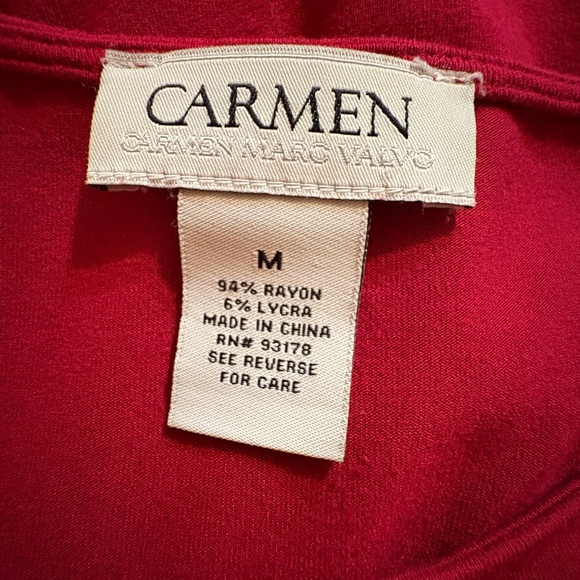 CARMEN
CARMEN MARC VALVO
M
94% RAYON
6% LYCRA
MADE IN CHINA
RN# 93178
SEE REVERSE
FOR CARE